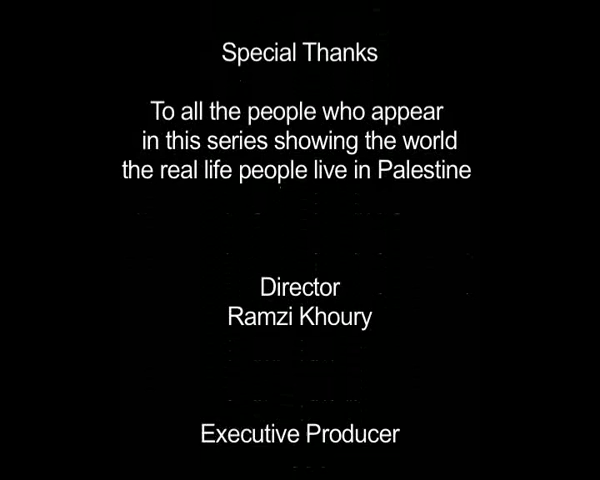 Special Thanks
To all the people who appear
in this series showing the world
the real life people live in Palestine
Director
Ramzi Khoury
Executive Producer